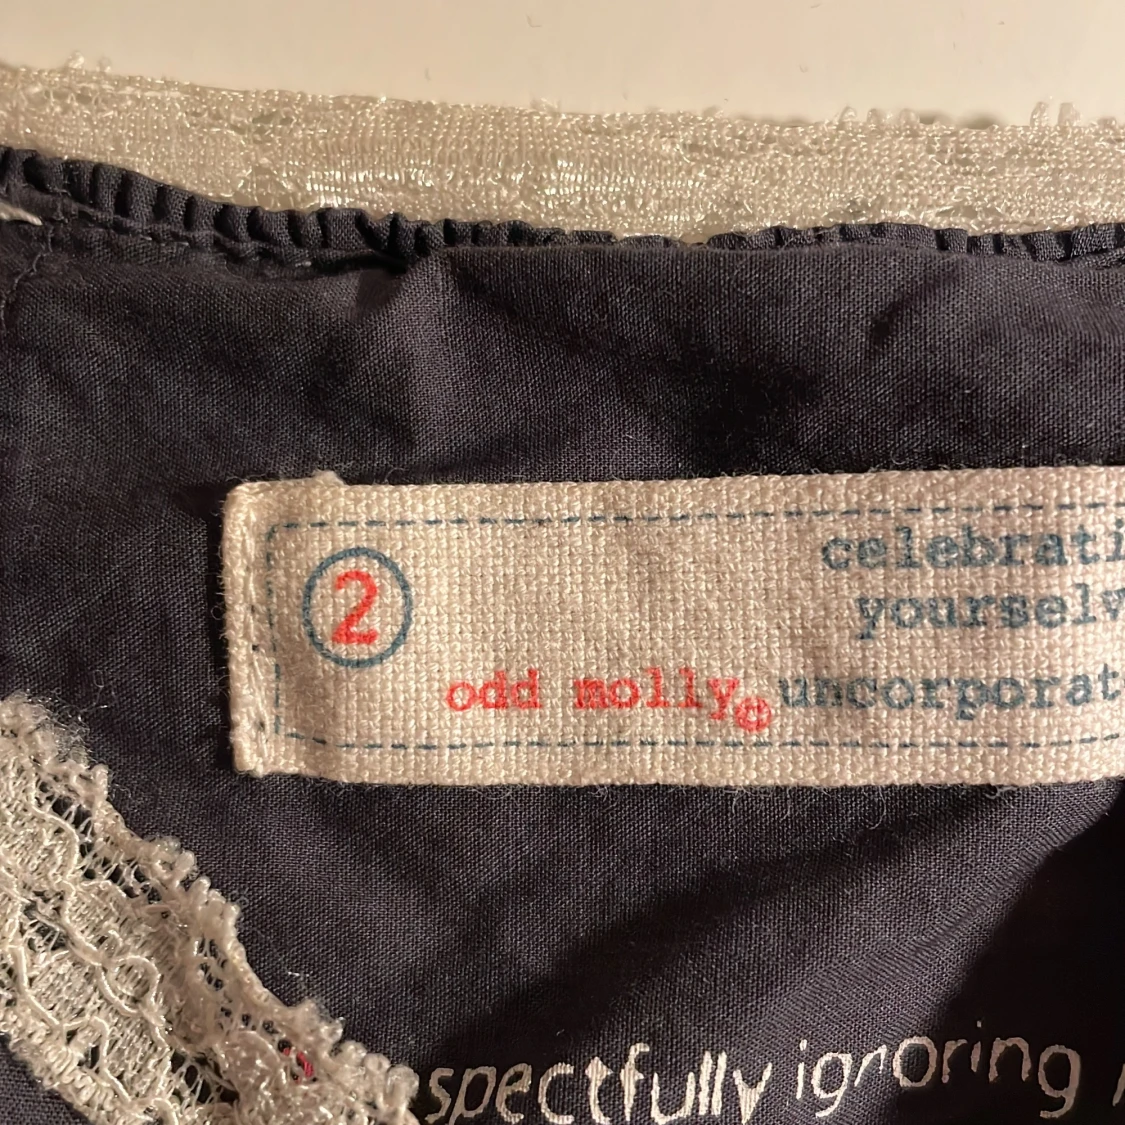 celebrati
2
yourselv
odd molly© uncorporat
spectfully ignoring